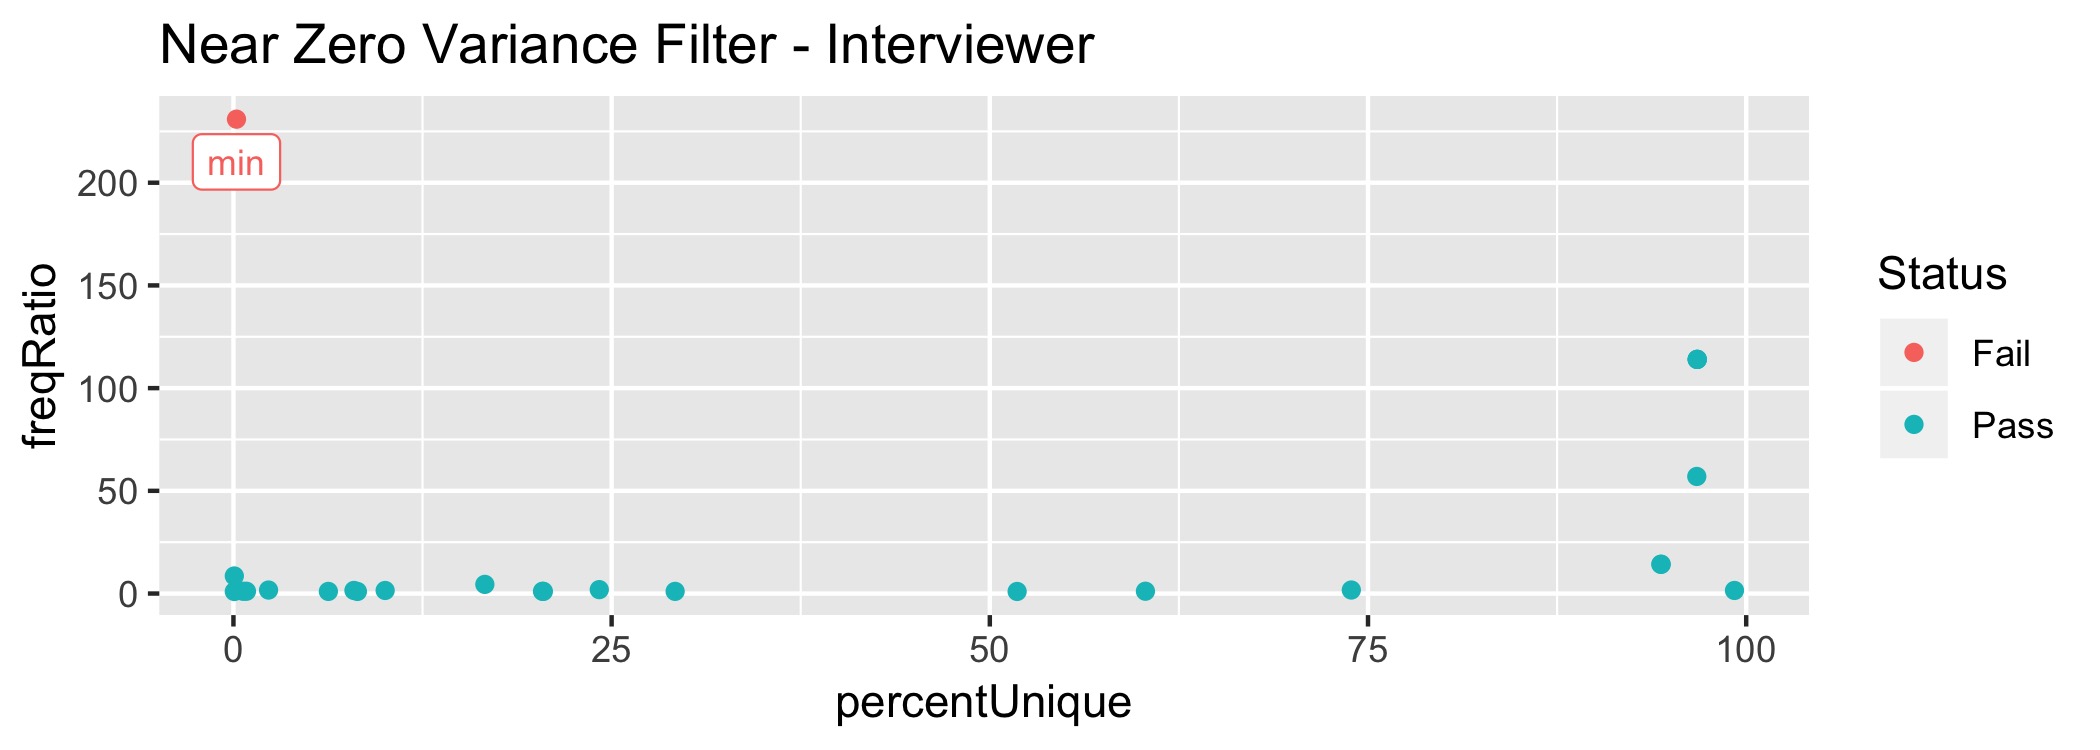 Near Zero Variance Filter - Interviewer
min
200
150
100
50
0
freqRatio
0 25 50 75 100
percentUnique
Status
Fail
Pass